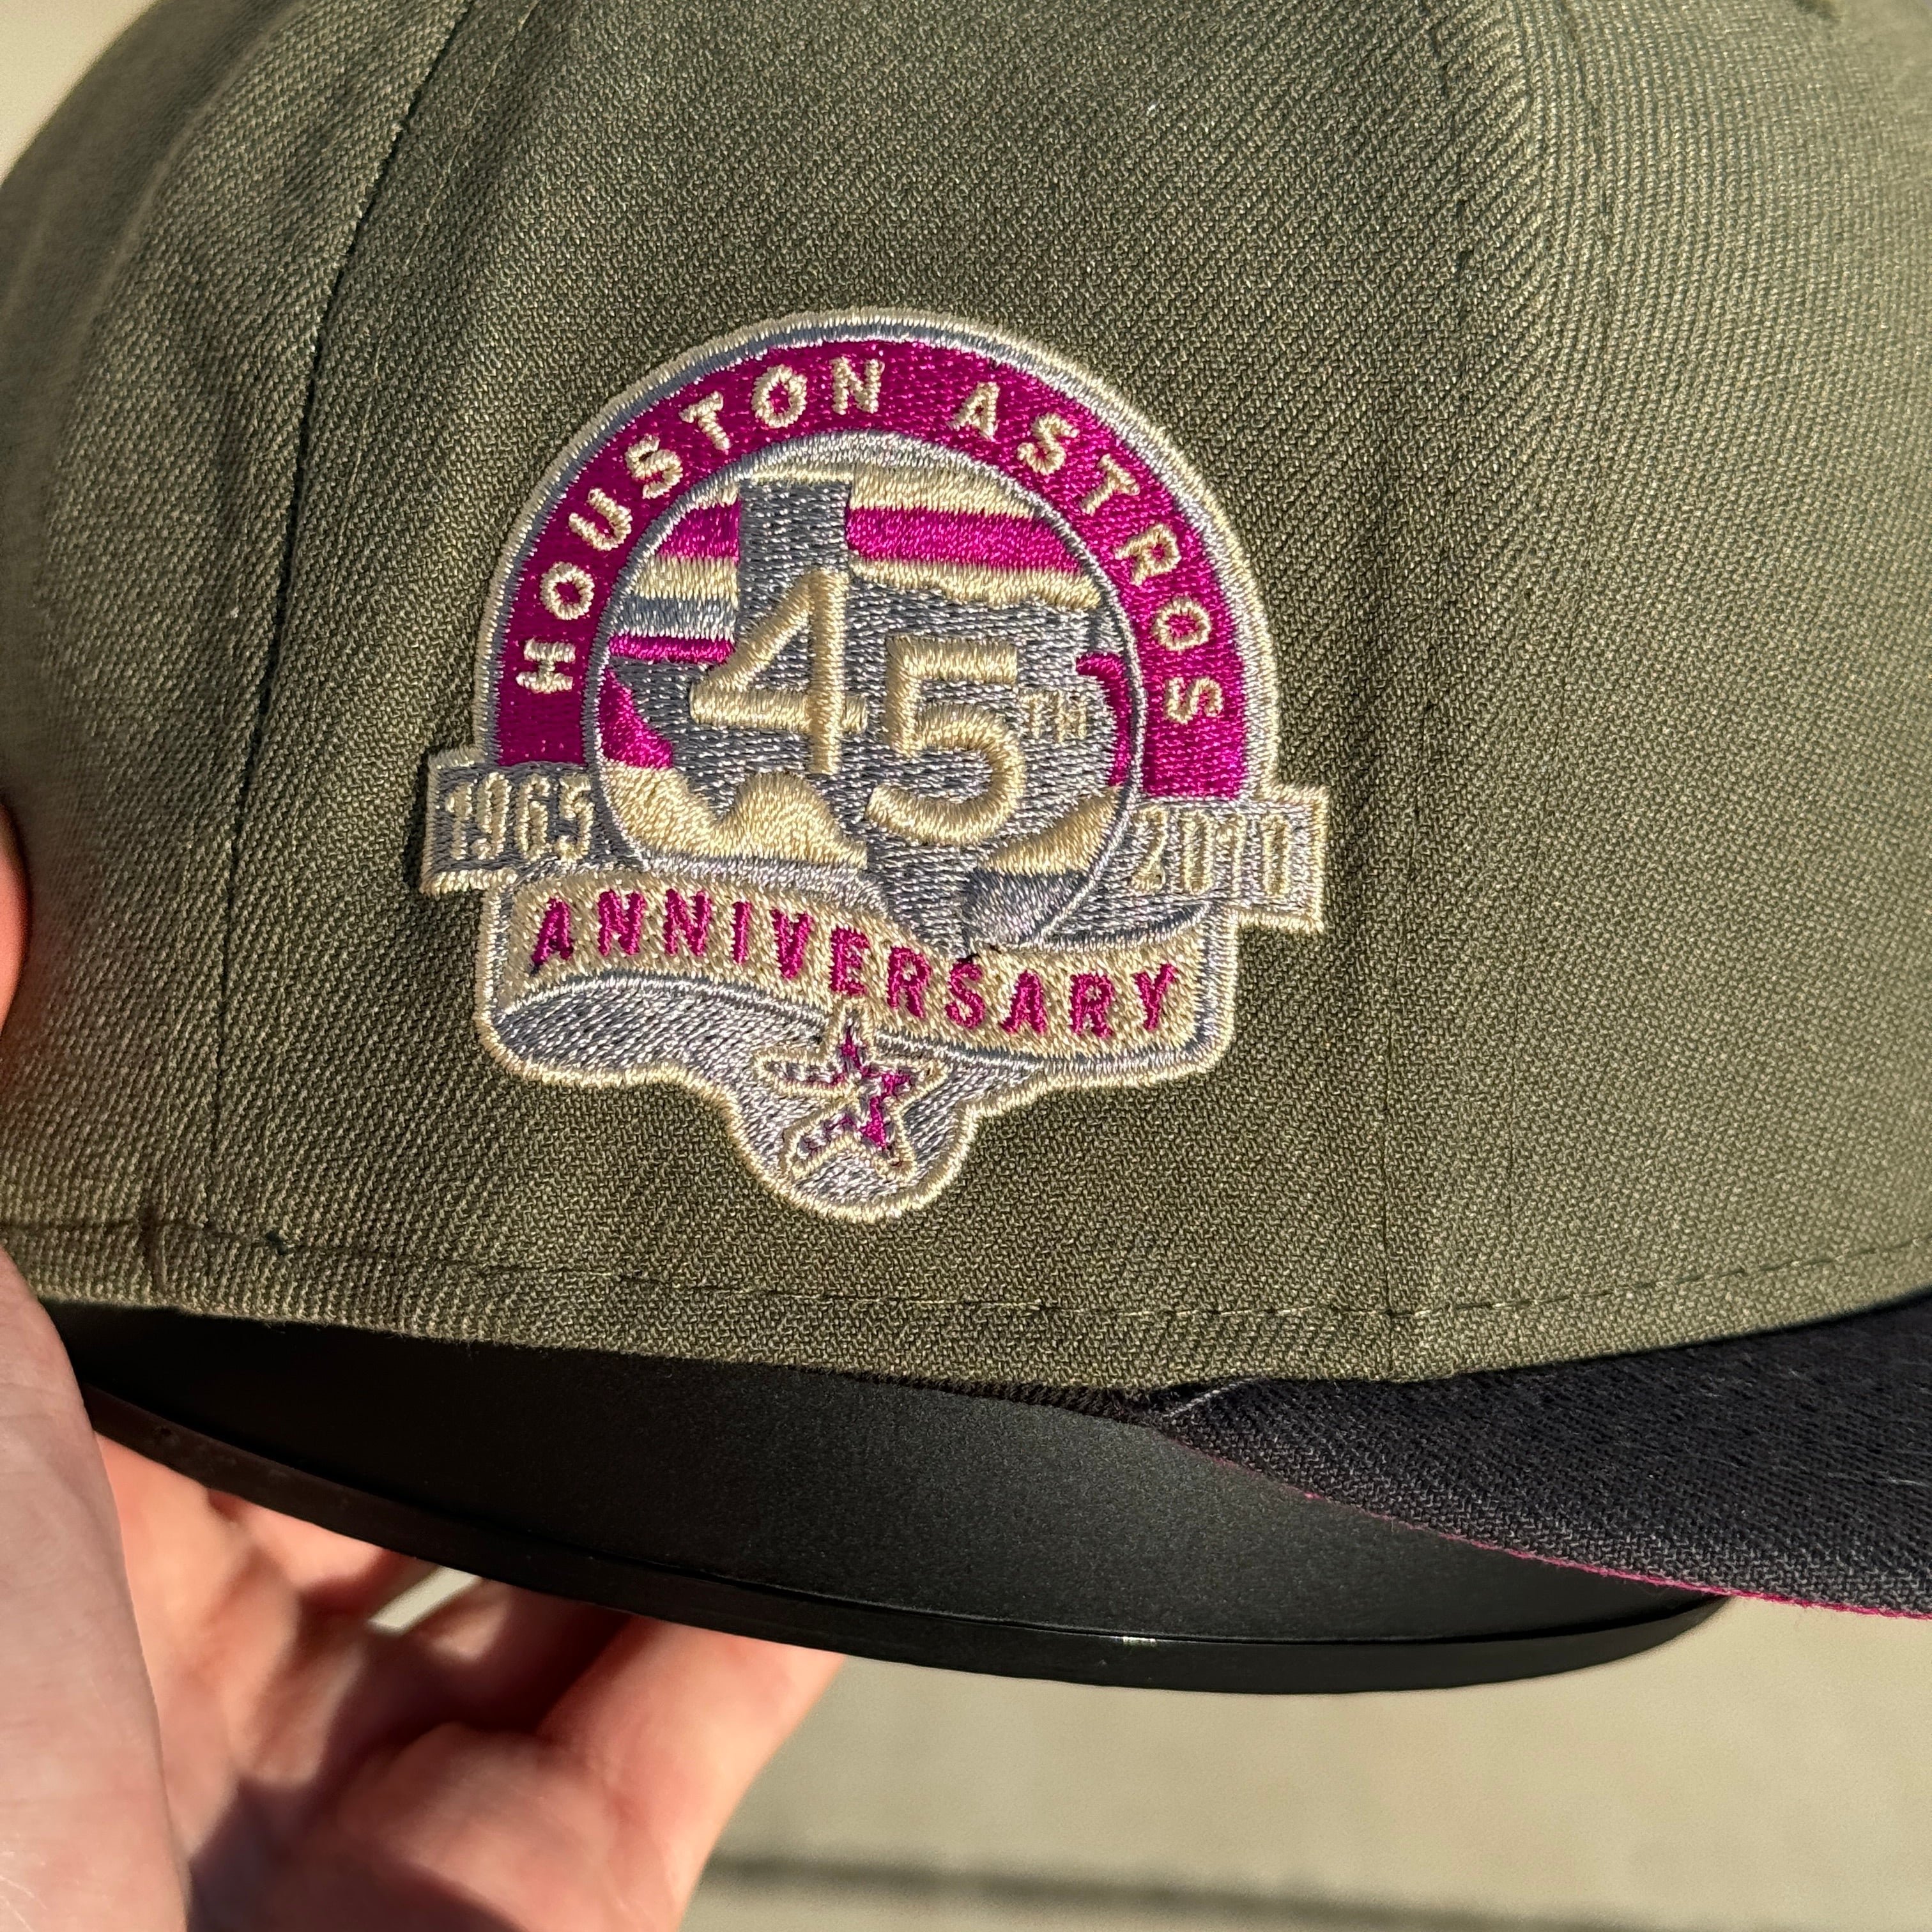 HOUSTON ASTROS
45TH
1965
2010
ANNIVERSARY